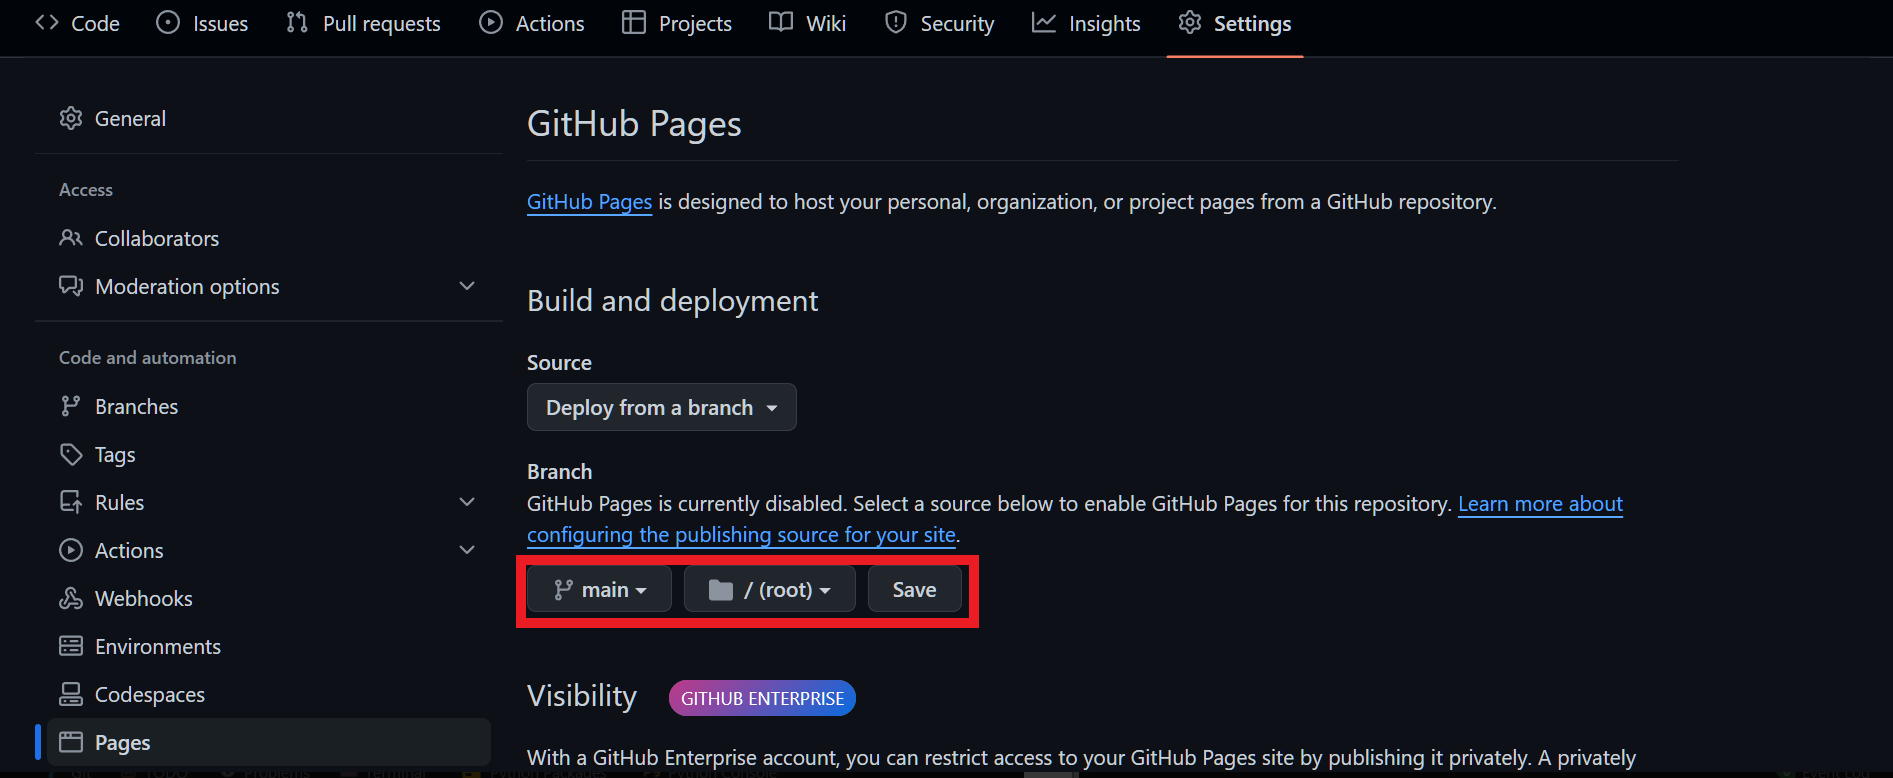 Code Issues Pull requests Actions Projects Wiki Security Insights Settings
General
Access
Collaborators
Moderation options
Code and automation
Branches
Tags
Rules
Actions
Webhooks
Environments
Codespaces
Pages
GitHub Pages
GitHub Pages is designed to host your personal, organization, or project pages from a GitHub repository.
Build and deployment
Source
Deploy from a branch
Branch
GitHub Pages is currently disabled. Select a source below to enable GitHub Pages for this repository. Learn more about
configuring the publishing source for your site.
main / (root) Save
Visibility GITHUB ENTERPRISE
With a GitHub Enterprise account, you can restrict access to your GitHub Pages site by publishing it privately. A privately